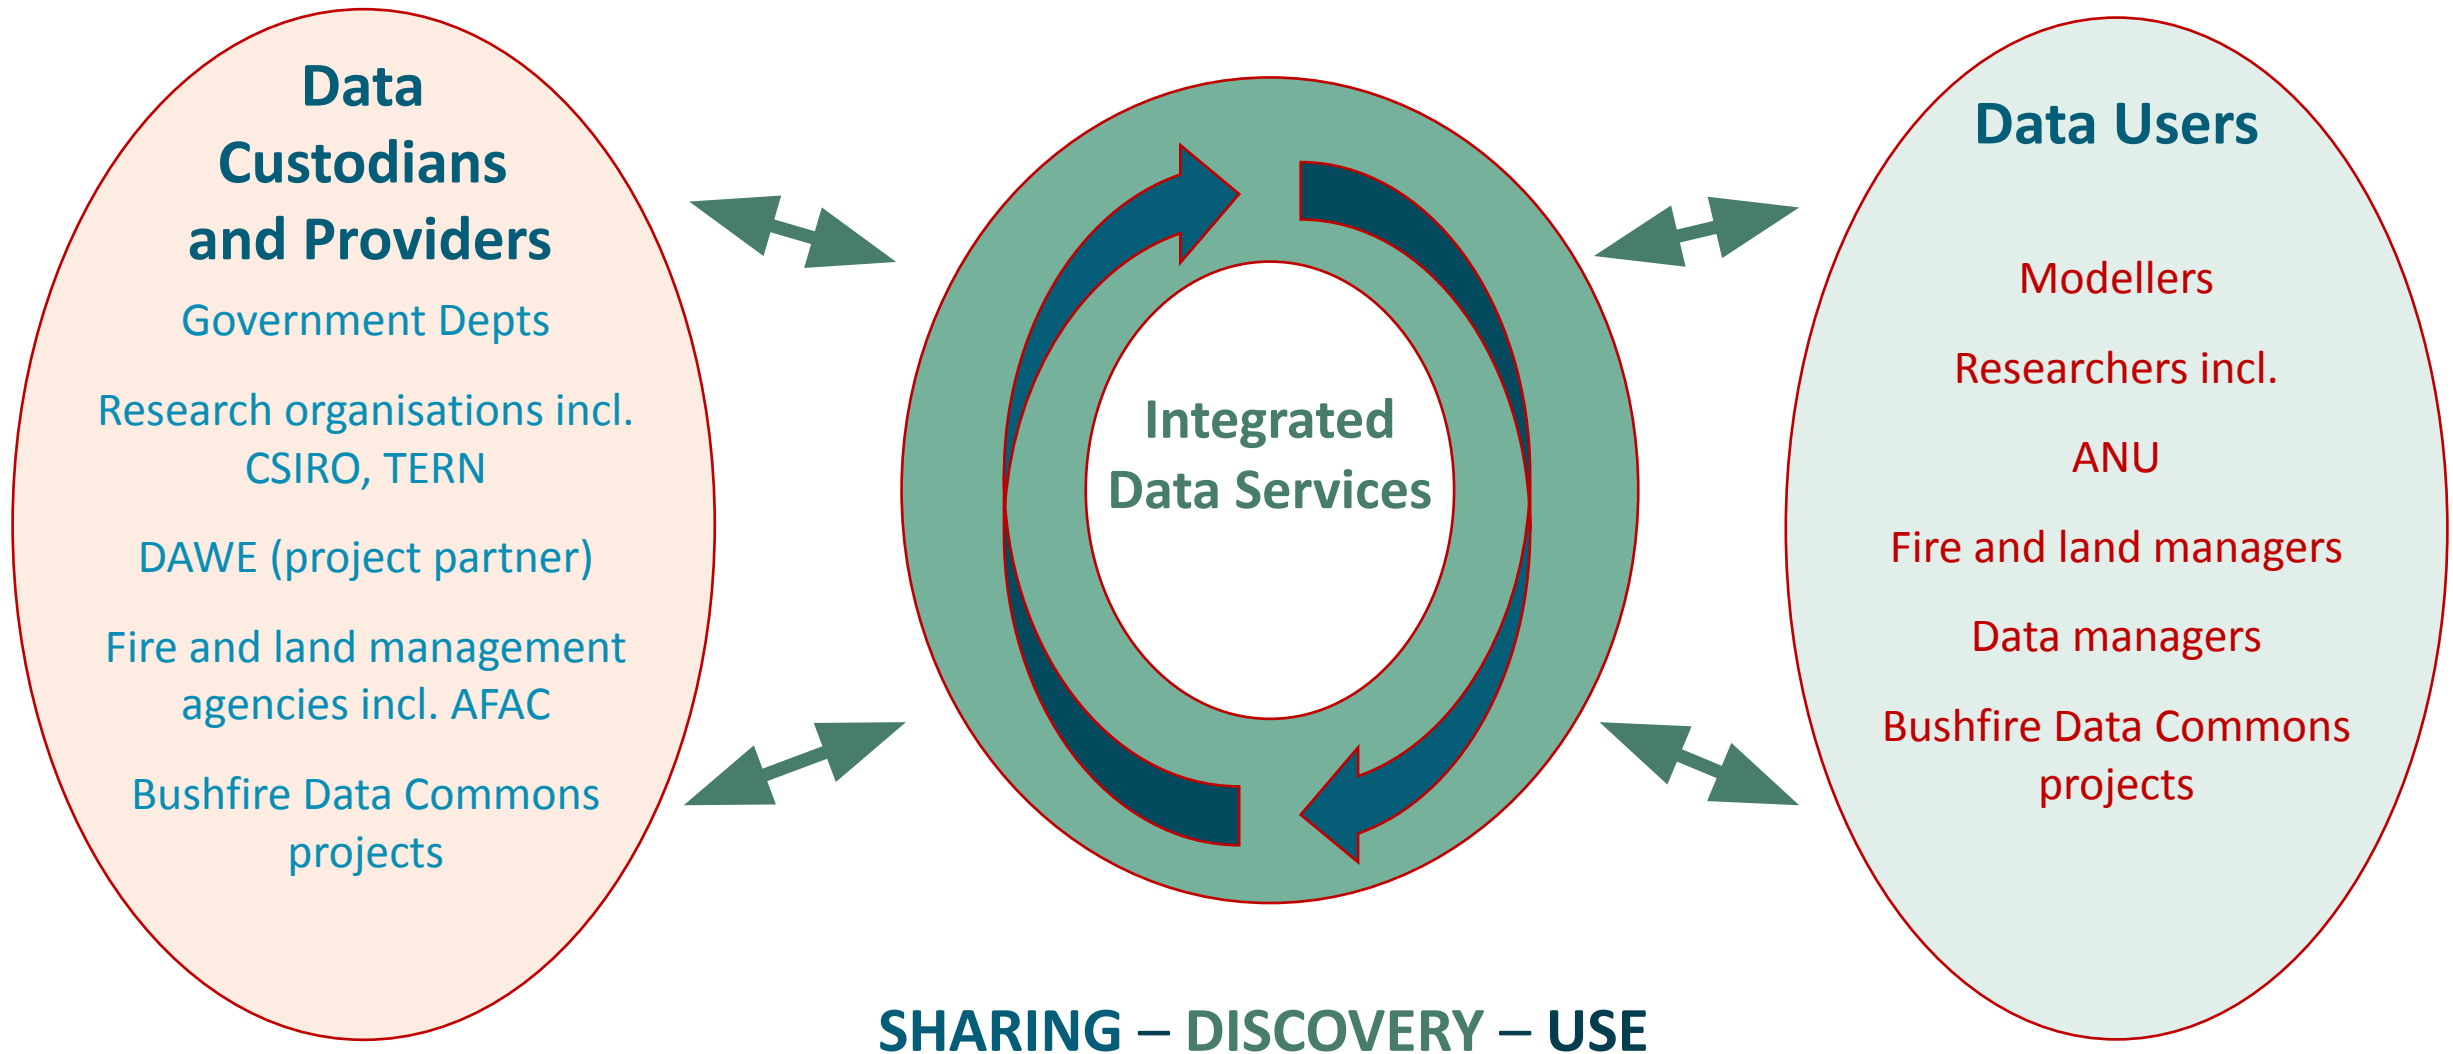 Data
Custodians
and Providers
Government Depts
Research organisations incl.
CSIRO, TERN
DAWE (project partner)
Fire and land management
agencies incl. AFAC
Bushfire Data Commons
projects
Integrated
Data Services
Data Users
Modellers
Researchers incl.
ANU
Fire and land managers
Data managers
Bushfire Data Commons
projects
SHARING – DISCOVERY – USE